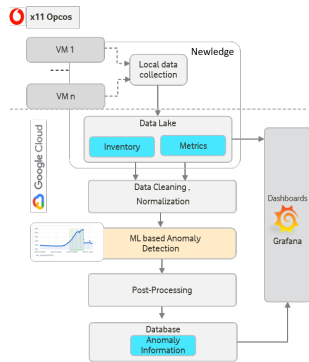 x11 Opcos
VM 1
VM n
Newledge
Local data
collection
Data Lake
Inventory
Metrics
Google Cloud
Data Cleaning ,
Normalization
ML based Anomaly
Detection
Post-Processing
Database
Anomaly
Information
Dashboards
Grafana